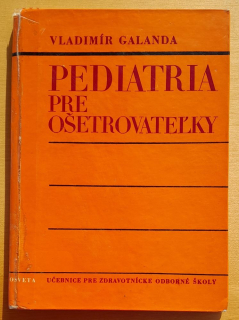 VLADIMÍR GALANDA
PEDIATRIA
PRE
OŠETROVATEĽKY
OSVETA
UČEBNICE PRE ZDRAVOTNÍCKE ODBORNÉ ŠKOLY